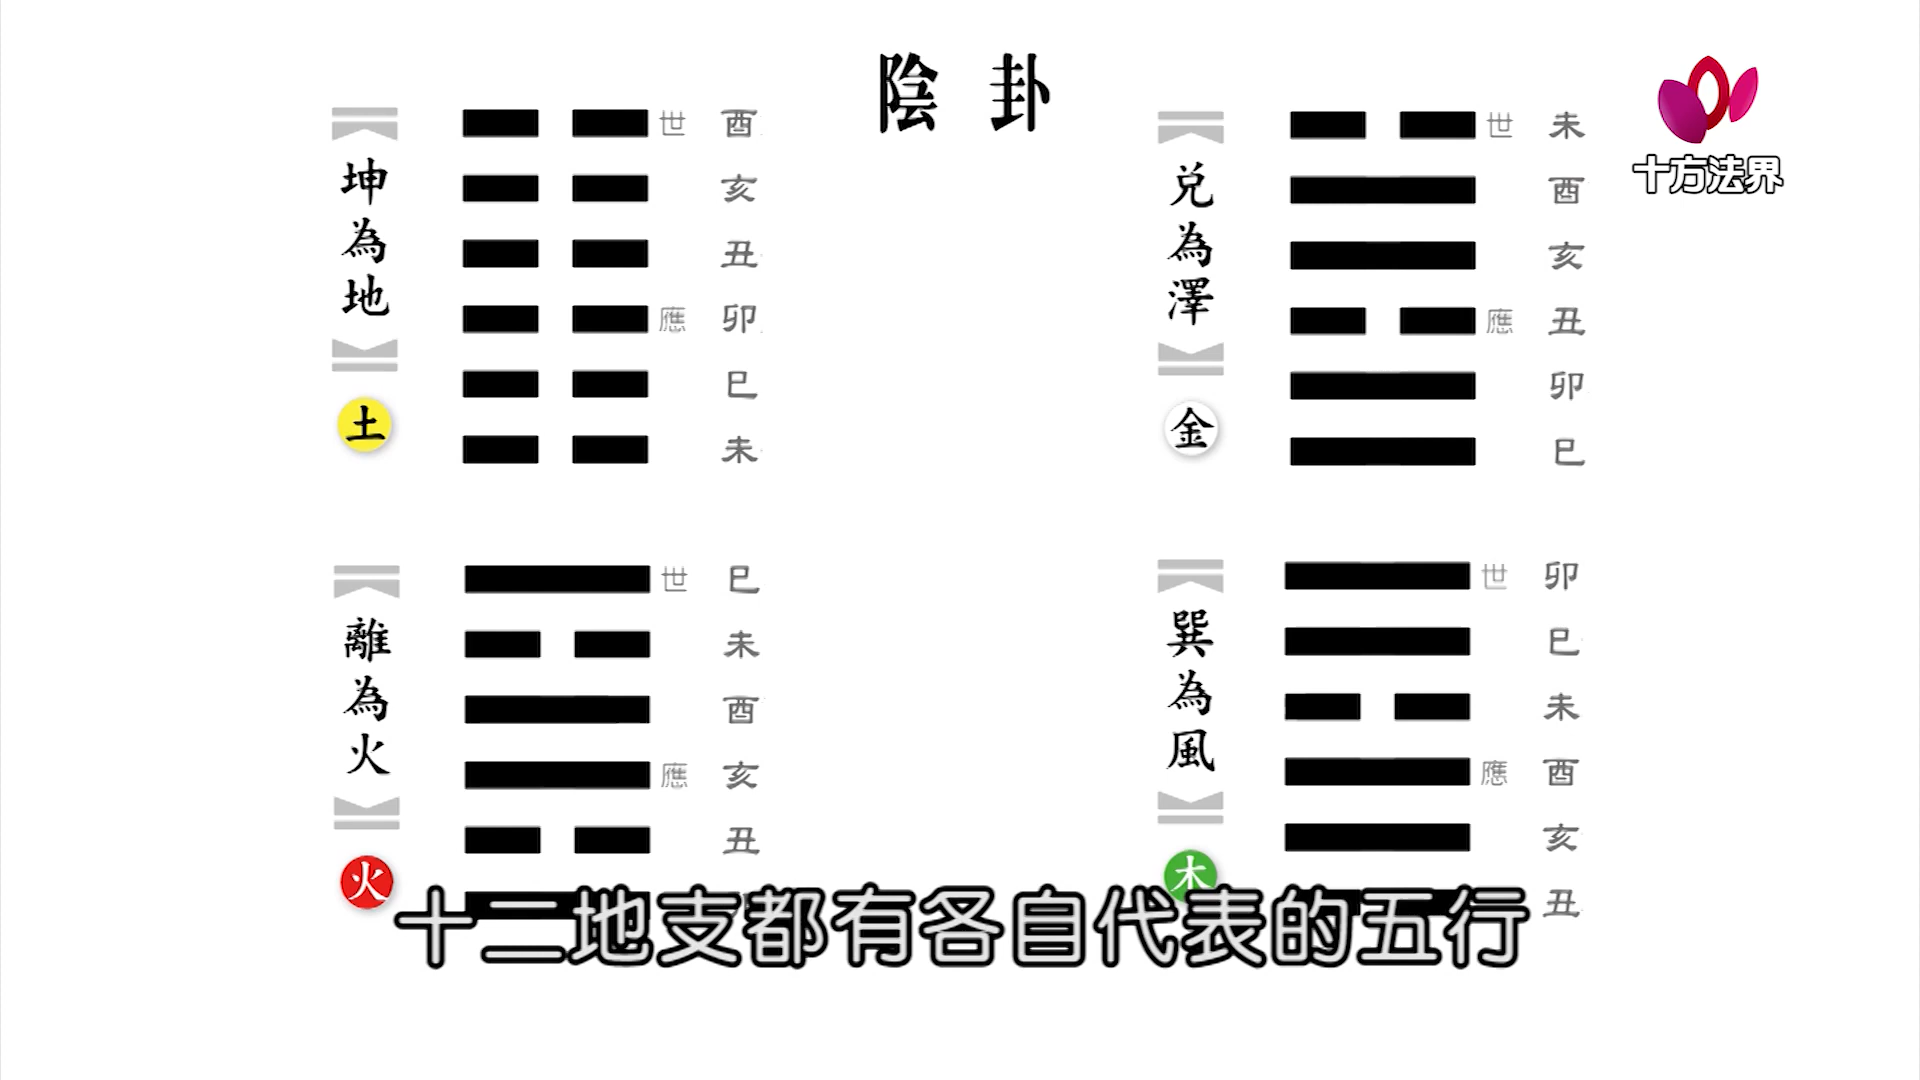 陰卦
坤為地
土
世 酉
亥
丑
應 卯
巳
未
兌為澤
金
世 未
酉
亥
應 丑
卯
巳
十方法界
離為火
火
世 巳
未
酉
應 亥
丑
巽為風
木
世 卯
巳
未
應 酉
亥
丑
十二地支都有各自代表的五行